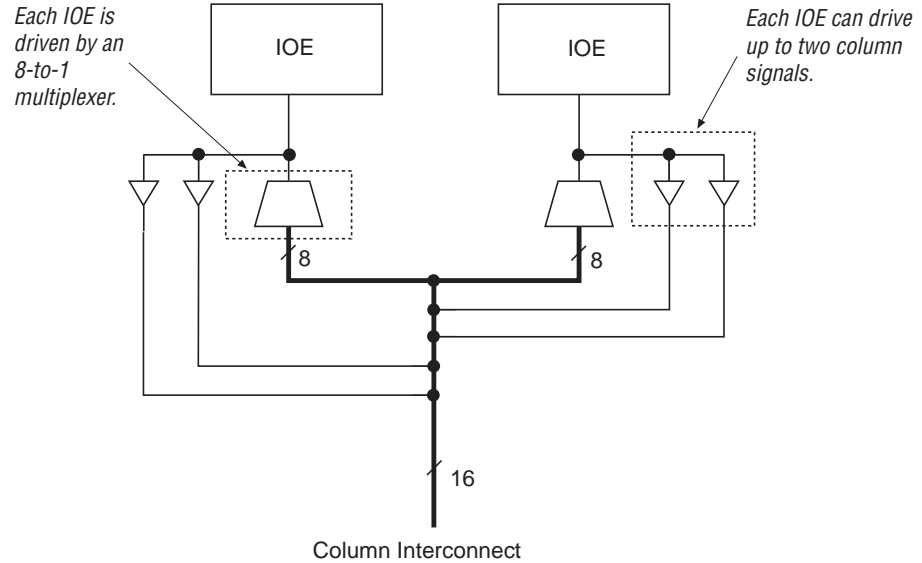 Each IOE is
driven by an
8-to-1
multiplexer.
IOE
IOE
Each IOE can drive
up to two column
signals.
8
8
16
Column Interconnect